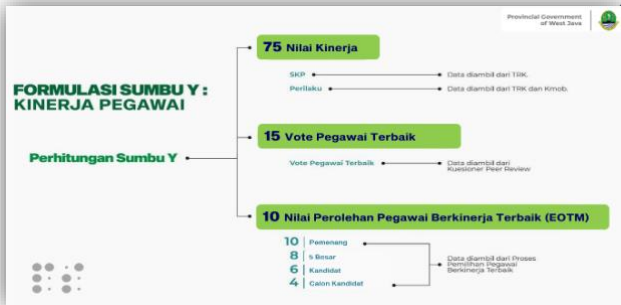 Provincial Government
of West Java
FORMULASI SUMBU Y :
KINERJA PEGAWAI
Perhitungan Sumbu Y
75 Nilai Kinerja
SKP
Data diambil dari TRK.
Perilaku
Data diambil dari TRK dan Kmob.
15 Vote Pegawai Terbaik
Vote Pegawai Terbaik
Data diambil dari
Kuesioner Peer Review
10 Nilai Perolehan Pegawai Berkinerja Terbaik (EOTM)
10 | Pemenang
8 | 5 Besar
6 | Kandidat
4 | Calon Kandidat
Data diambil dari Proses
Pemilihan Pegawai
Berkinerja Terbaik